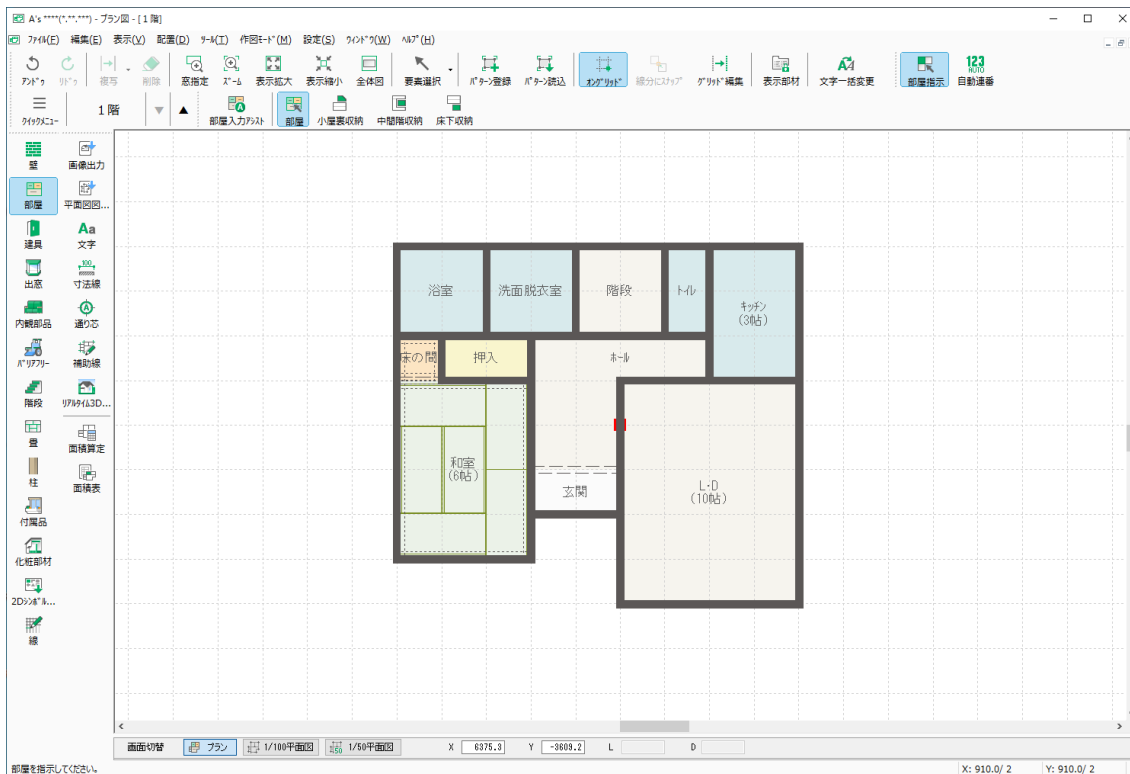 A's ****(*.**.***) - プラン図 - [1 階]
ファイル(F) 編集(E) 表示(V) 配置(D) ツール(T) 作図モード(M) 設定(S) ウィンドウ(W) ヘルプ(H)
アンドゥ リドゥ 複写 削除 窓指定 ズーム 表示拡大 表示縮小 全体図 要素選択 パターン登録 パターン読込 オングリッド 線分にスナップ グリッド編集 表示部材 文字一括変更 部屋指示 自動連番
クイックメニュー 1 階 部屋入力アシスト 部屋 小屋裏収納 中間階収納 床下収納
壁 画像出力
部屋 平面図図...
建具 文字
出窓 寸法線
内観部品 通り芯
バリアフリー 補助線
階段 リアルタイム3D...
畳 面積算定
柱 面積表
付属品
化粧部材
2Dシンボル...
線
浴室 洗面脱衣室 階段 トイレ キッチン
(3帖)
床の間 押入 ホール
和室
(6帖)
玄関
L・D
(10帖)
画面切替 プラン 1/100平面図 1/50平面図 X 6375.3 Y -3609.2 L D
部屋を指示してください。 X: 910.0/ 2 Y: 910.0/ 2